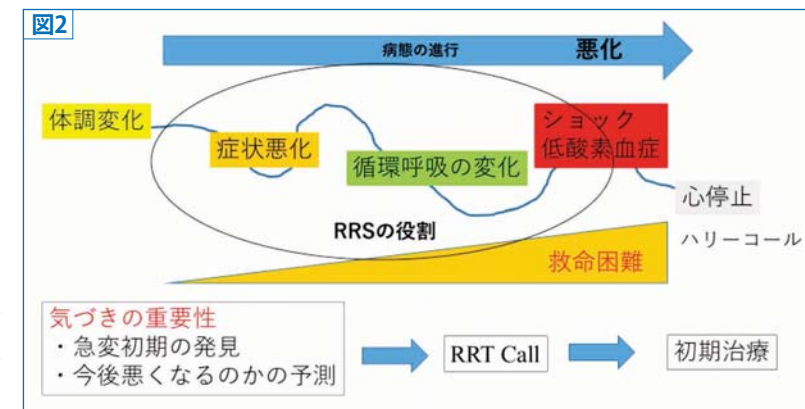 図2
病態の進行
悪化
体調変化
症状悪化
循環呼吸の変化
ショック
低酸素血症
心停止
RRSの役割
ハリーコール
救命困難
気づきの重要性
・急変初期の発見
・今後悪くなるのかの予測
RRT Call
初期治療